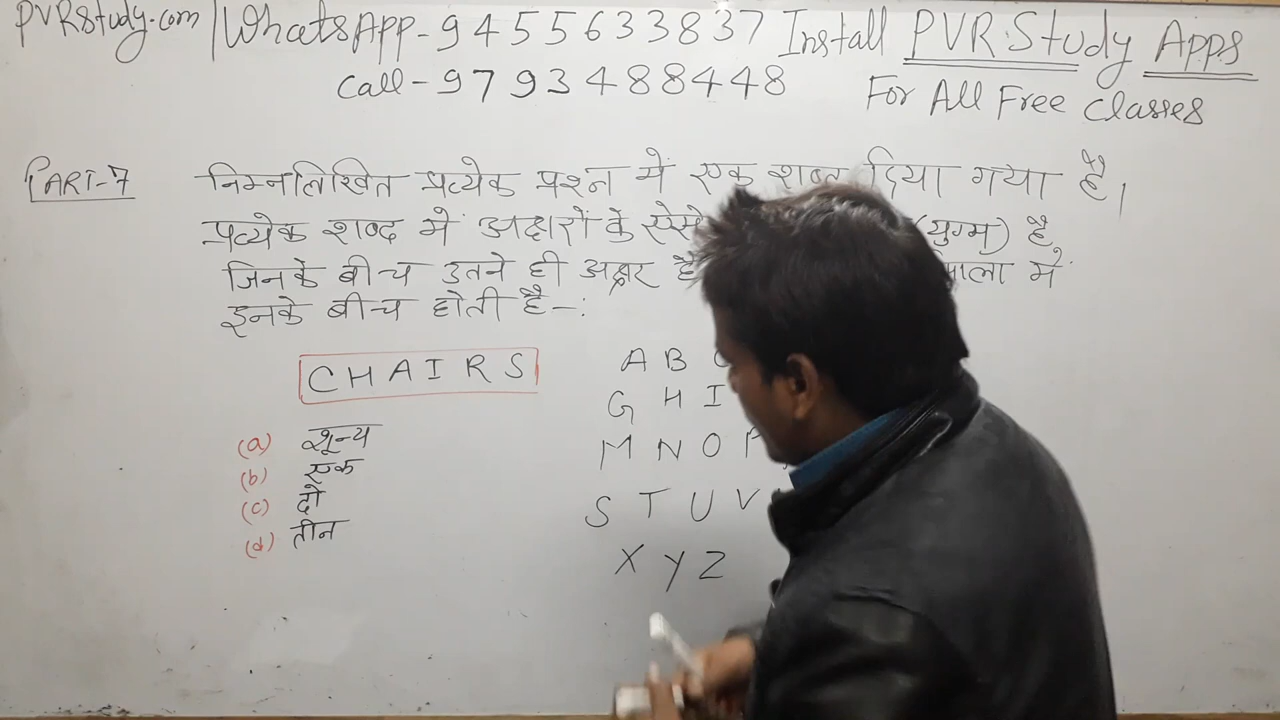 PVRStudy.com | WhatsApp - 9455633837 Install PVR Study Apps
Call - 9793488448 For All Free Classes
PART-7 निम्नलिखित प्रत्येक प्रश्न में एक शब्द दिया गया है।
प्रत्येक शब्द में अक्षरों के (युग्म) है,
जिनके बीच उतने ही अक्षर है में
इनके बीच होती है -:
CHAIRS
(a) शून्य
(b) एक
(c) दो
(d) तीन
A B
G H I
M N O
S T U V
X Y Z